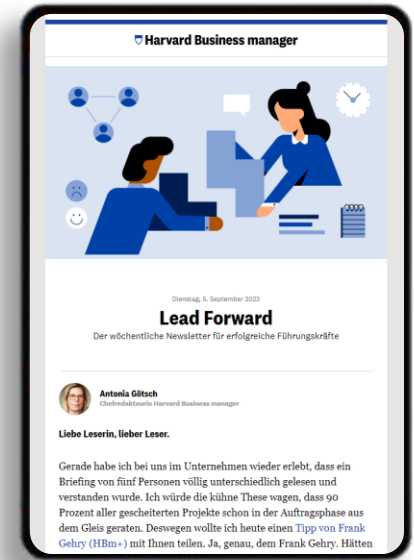 Harvard Business manager
Dienstag, 5. September 2023
Lead Forward
Der wöchentliche Newsletter für erfolgreiche Führungskräfte
Antonia Götsch
Chefredakteurin Harvard Business manager
Liebe Leserin, lieber Leser.
Gerade habe ich bei uns im Unternehmen wieder erlebt, dass ein
Briefing von fünf Personen völlig unterschiedlich gelesen und
verstanden wurde. Ich würde die kühne These wagen, dass 90
Prozent aller gescheiterten Projekte schon in der Auftragsphase aus
dem Gleis geraten. Deswegen wollte ich heute einen Tipp von Frank
Gehry (HBm+) mit Ihnen teilen. Ja, genau, dem Frank Gehry. Hätten